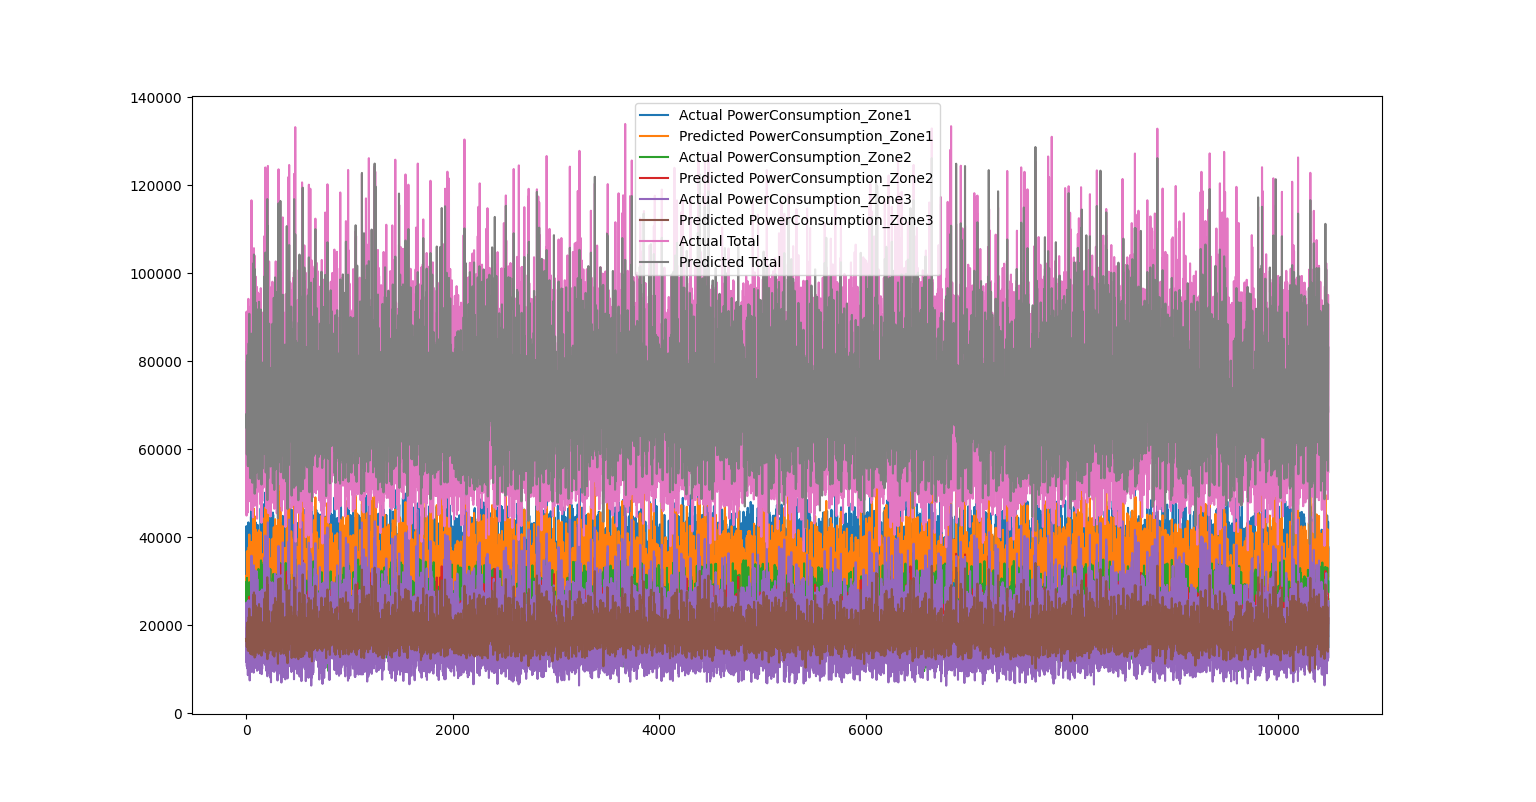 140000
120000
100000
80000
60000
40000
20000
0
Actual PowerConsumption_Zone1
Predicted PowerConsumption_Zone1
Actual PowerConsumption_Zone2
Predicted PowerConsumption_Zone2
Actual PowerConsumption_Zone3
Predicted PowerConsumption_Zone3
Actual Total
Predicted Total
0 2000 4000 6000 8000 10000